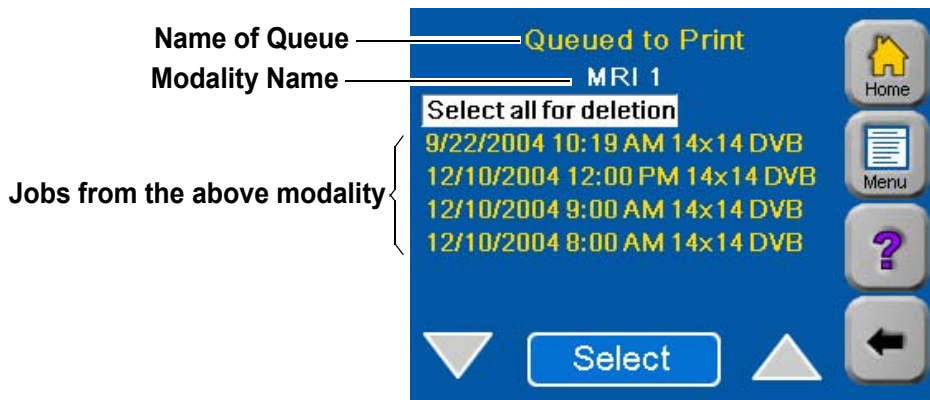 Name of Queue
Queued to Print
Modality Name
MRI 1
Home
Select all for deletion
9/22/2004 10:19 AM 14x14 DVB
12/10/2004 12:00 PM 14x14 DVB
Menu
Jobs from the above modality
12/10/2004 9:00 AM 14x14 DVB
12/10/2004 8:00 AM 14x14 DVB
?
Select